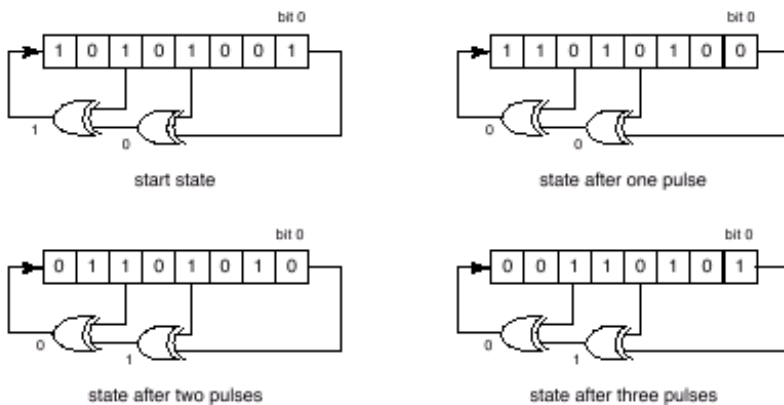 bit 0
1 0 1 0 1 0 0 1
1
0
start state
bit 0
1 1 0 1 0 1 0 0
0
0
state after one pulse
bit 0
0 1 1 0 1 0 1 0
0
1
state after two pulses
bit 0
0 0 1 1 0 1 0 1
0
1
state after three pulses